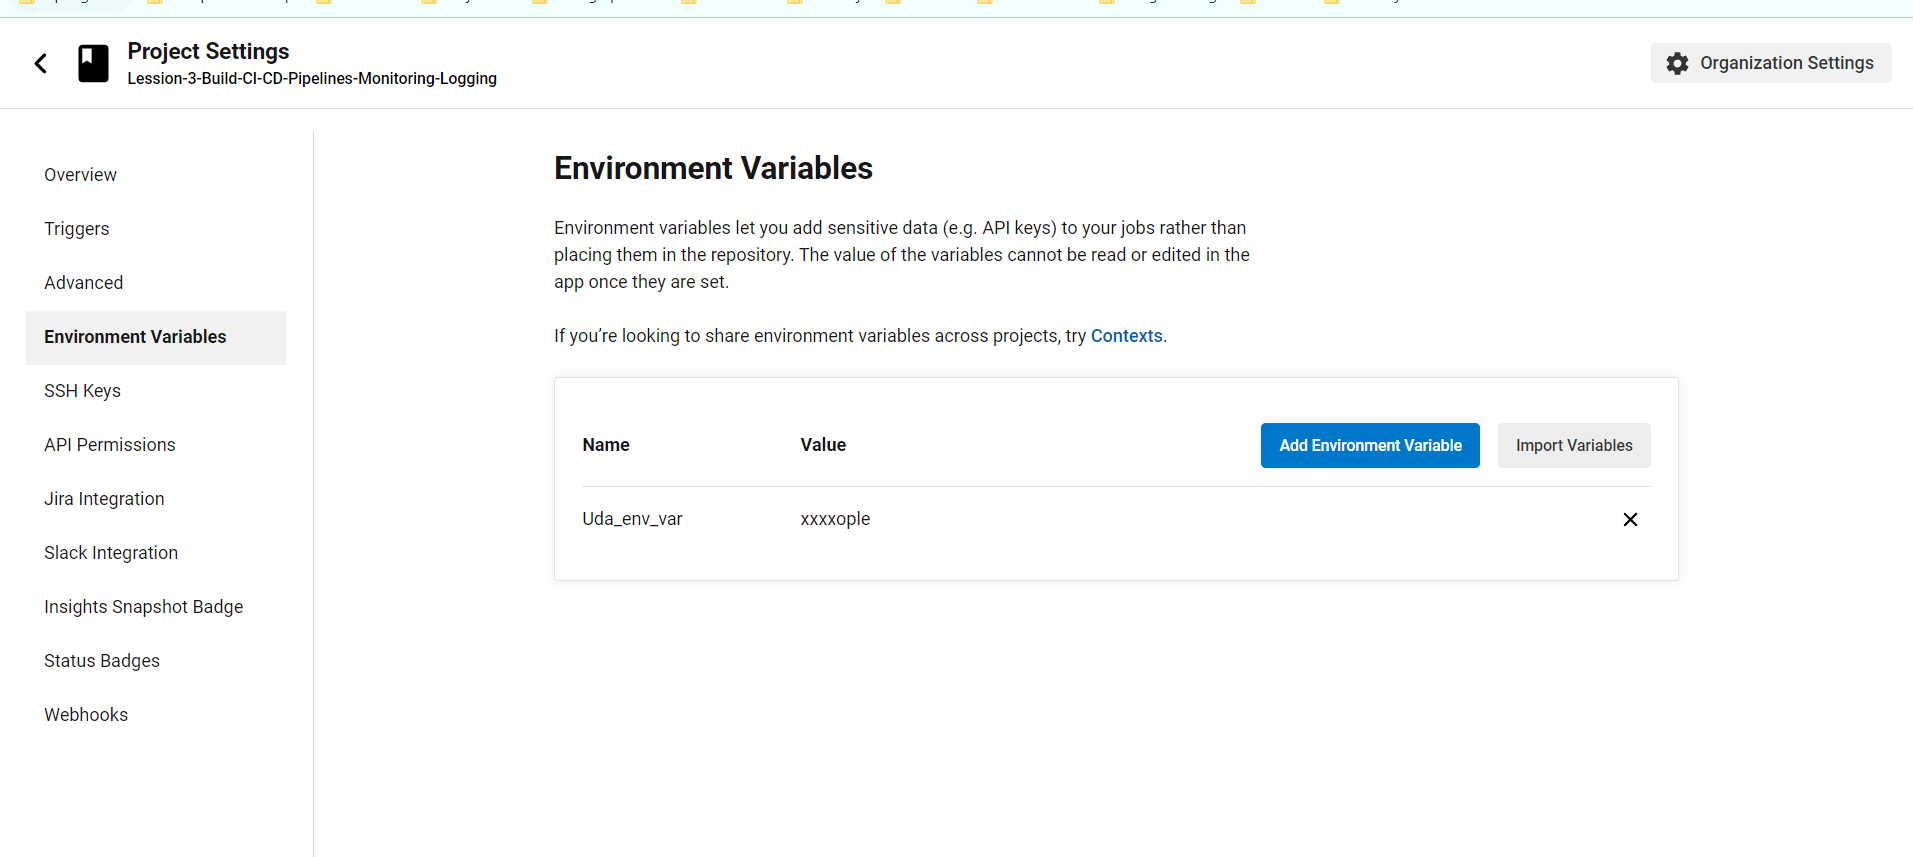 Project Settings
Lession-3-Build-CI-CD-Pipelines-Monitoring-Logging
Organization Settings
Overview
Triggers
Advanced
Environment Variables
SSH Keys
API Permissions
Jira Integration
Slack Integration
Insights Snapshot Badge
Status Badges
Webhooks
Environment Variables
Environment variables let you add sensitive data (e.g. API keys) to your jobs rather than
placing them in the repository. The value of the variables cannot be read or edited in the
app once they are set.
If you’re looking to share environment variables across projects, try Contexts.
Name Value Add Environment Variable Import Variables
Uda_env_var xxxxople